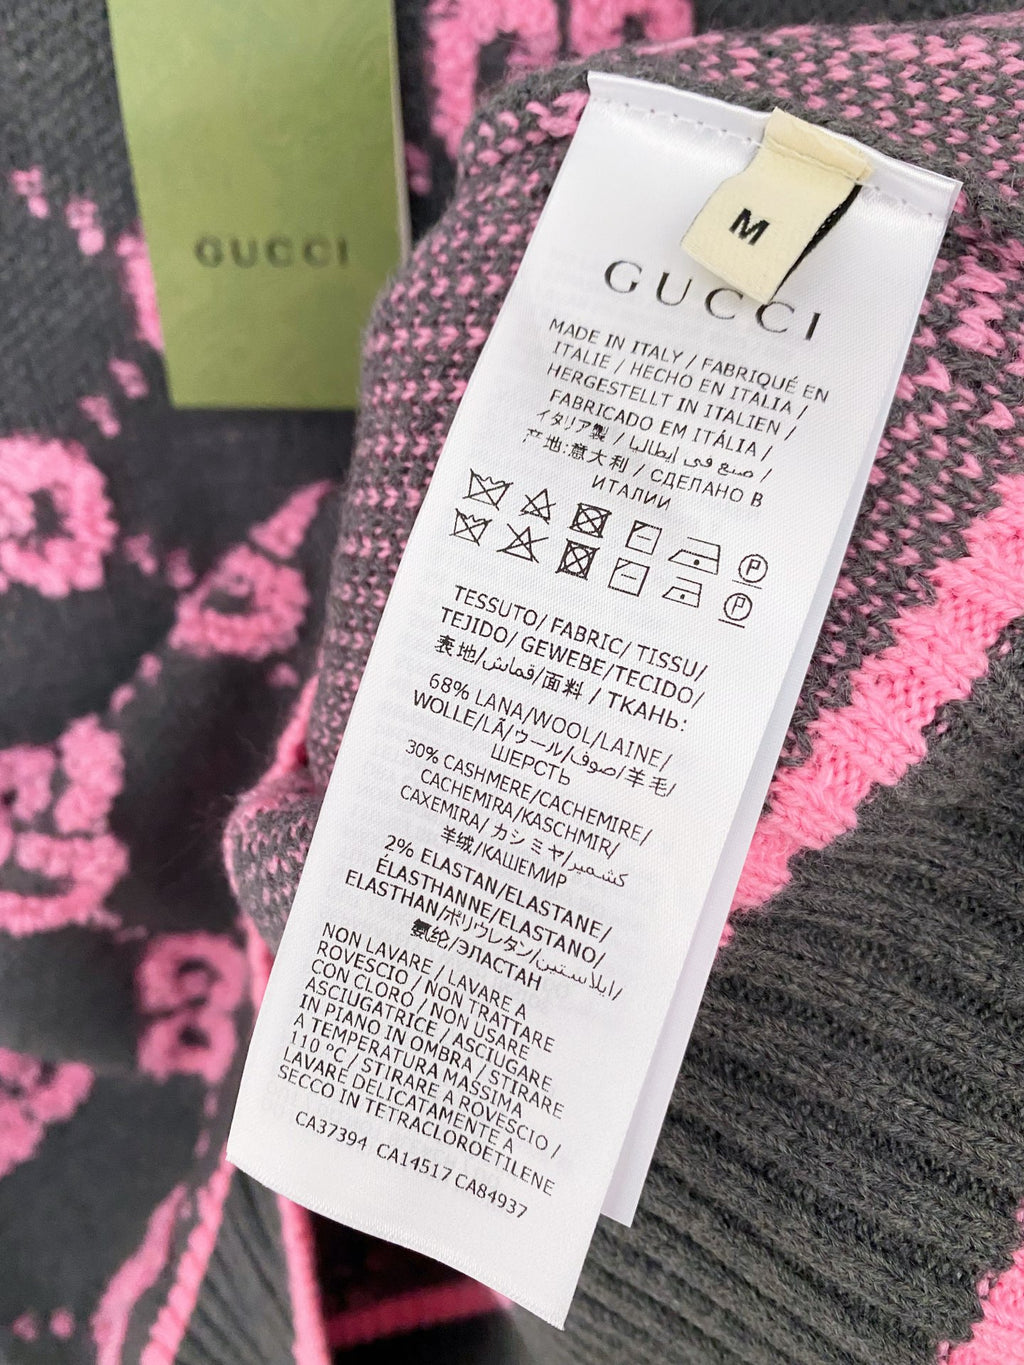 GUCCI
M
GUCCI
MADE IN ITALY / FABRIQUÉ EN
ITALIE / HECHO EN ITALIA /
HERGESTELLT IN ITALIEN /
FABRICADO EM ITÁLIA /
イタリア製 / صنع في إيطاليا /
产地:意大利 / СДЕЛАНО В
ИТАЛИИ
P
P
TESSUTO/ FABRIC/ TISSU/
TEJIDO/ GEWEBE/TECIDO/
表地/قماش/面料 / ТКАНЬ:
68% LANA/WOOL/LAINE/
WOLLE/LÃ/ウール/صوف/羊毛/
ШЕРСТЬ
30% CASHMERE/CACHEMIRE/
CACHEMIRA/KASCHMIR/
CAXEMIRA/ カシミヤ/كشمير/
羊绒/КАШЕМИР
2% ELASTAN/ELASTANE/
ÉLASTHANNE/ELASTANO/
ELASTHAN/ポリウレタン/إيلاستين/
氨纶/ЭЛАСТАН
NON LAVARE / LAVARE A
ROVESCIO / NON TRATTARE
CON CLORO / NON USARE
ASCIUGATRICE / ASCIUGARE
IN PIANO IN OMBRA / STIRARE
A TEMPERATURA MASSIMA
110 °C / STIRARE A ROVESCIO /
LAVARE DELICATAMENTE A
SECCO IN TETRACLOROETILENE
CA37394 CA14517 CA84937